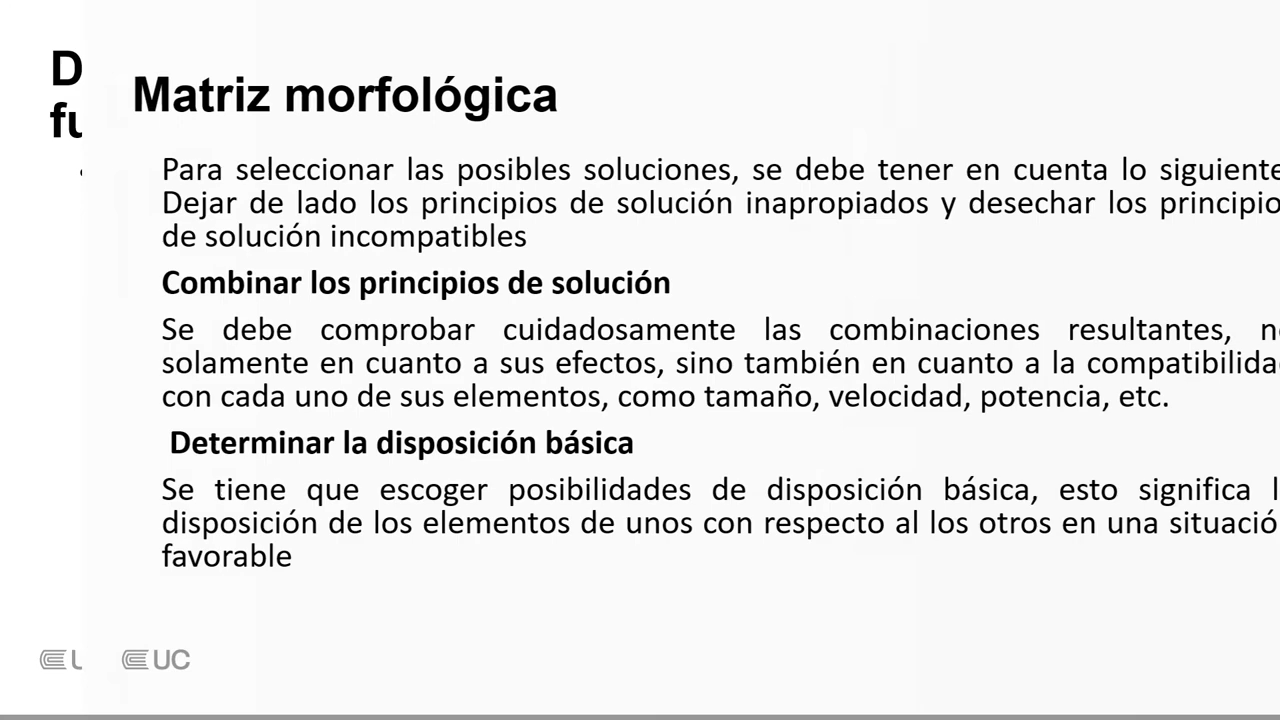 D
fu
Matriz morfológica
Para seleccionar las posibles soluciones, se debe tener en cuenta lo siguiente
Dejar de lado los principios de solución inapropiados y desechar los principio
de solución incompatibles
Combinar los principios de solución
Se debe comprobar cuidadosamente las combinaciones resultantes, n
solamente en cuanto a sus efectos, sino también en cuanto a la compatibilida
con cada uno de sus elementos, como tamaño, velocidad, potencia, etc.
Determinar la disposición básica
Se tiene que escoger posibilidades de disposición básica, esto significa l
disposición de los elementos de unos con respecto al los otros en una situació
favorable
U UC